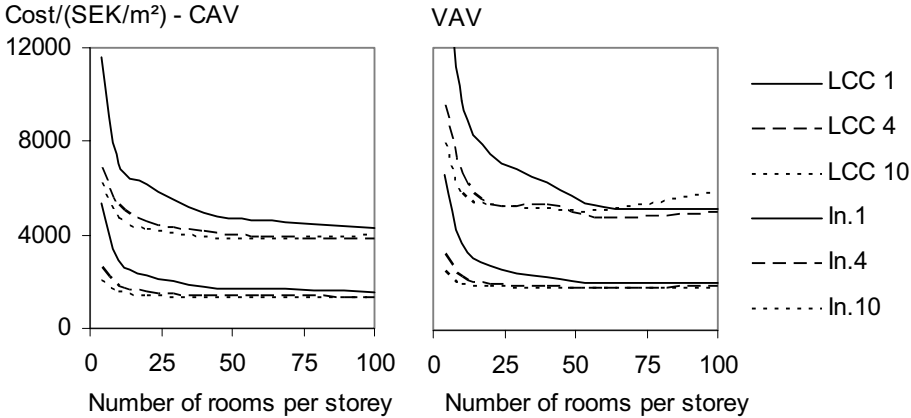 Cost/(SEK/m²) - CAV
VAV
12000
8000
4000
0
0 25 50 75 100
0 25 50 75 100
Number of rooms per storey
Number of rooms per storey
LCC 1
LCC 4
LCC 10
In.1
In.4
In.10